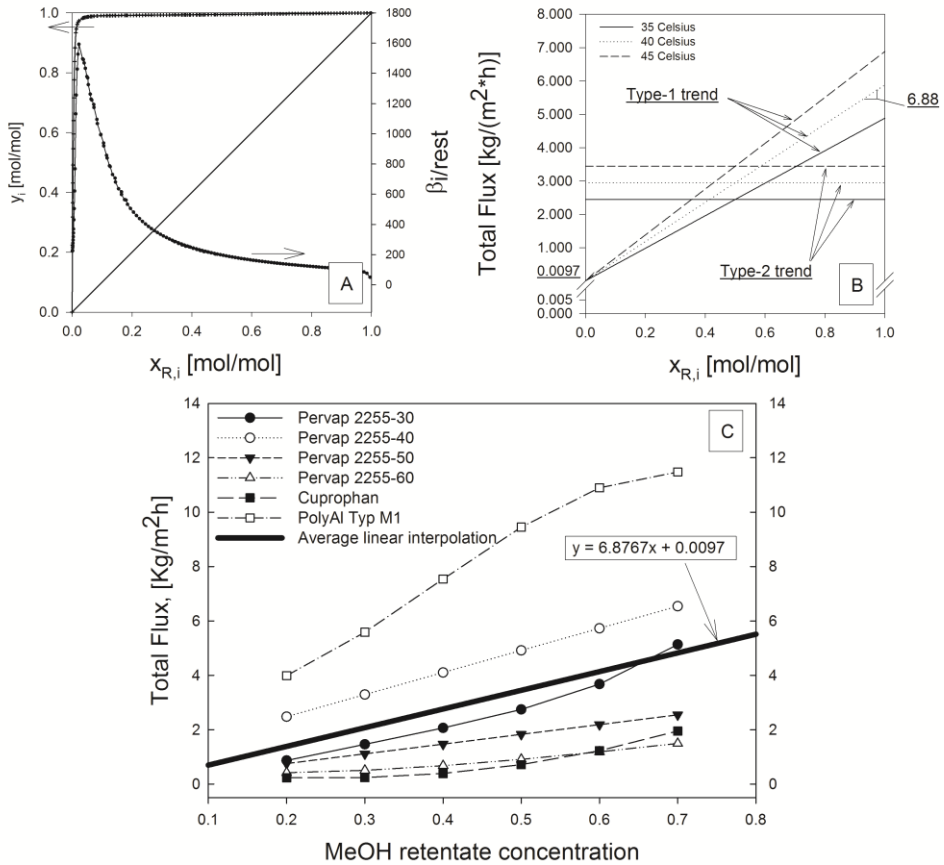 A
y_i [mol/mol]
1.0
0.8
0.6
0.4
0.2
0.0
1800
1600
1400
1200
1000
800
600
400
200
0
βi/rest
0.0 0.2 0.4 0.6 0.8 1.0
x_R,i [mol/mol]
B
Total Flux [kg/(m²*h)]
8.000
7.000
6.000
5.000
4.000
3.000
2.000
1.000
0.0097
0.005
0.000
35 Celsius
40 Celsius
45 Celsius
Type-1 trend
6.88
Type-2 trend
0.0 0.2 0.4 0.6 0.8 1.0
x_R,i [mol/mol]
C
Total Flux, [Kg/m²h]
14
12
10
8
6
4
2
0
Pervap 2255-30
Pervap 2255-40
Pervap 2255-50
Pervap 2255-60
Cuprophan
PolyAl Typ M1
Average linear interpolation
y = 6.8767x + 0.0097
14
12
10
8
6
4
2
0
0.1 0.2 0.3 0.4 0.5 0.6 0.7 0.8
MeOH retentate concentration